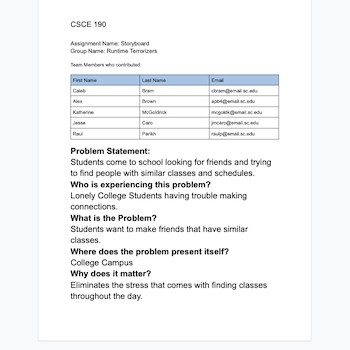 CSCE 190
Assignment Name: Storyboard
Group Name: Runtime Terrorizers
Team Members who contributed:
First Name Last Name Email
Caleb Bram cbram@email.sc.edu
Alex Brown apb4@email.sc.edu
Katherine McGoldrick mcgoldk@email.sc.edu
Jesse Caro jmcaro@email.sc.edu
Raul Parikh raulp@email.sc.edu
Problem Statement:
Students come to school looking for friends and trying
to find people with similar classes and schedules.
Who is experiencing this problem?
Lonely College Students having trouble making
connections.
What is the Problem?
Students want to make friends that have similar
classes.
Where does the problem present itself?
College Campus
Why does it matter?
Eliminates the stress that comes with finding classes
throughout the day.